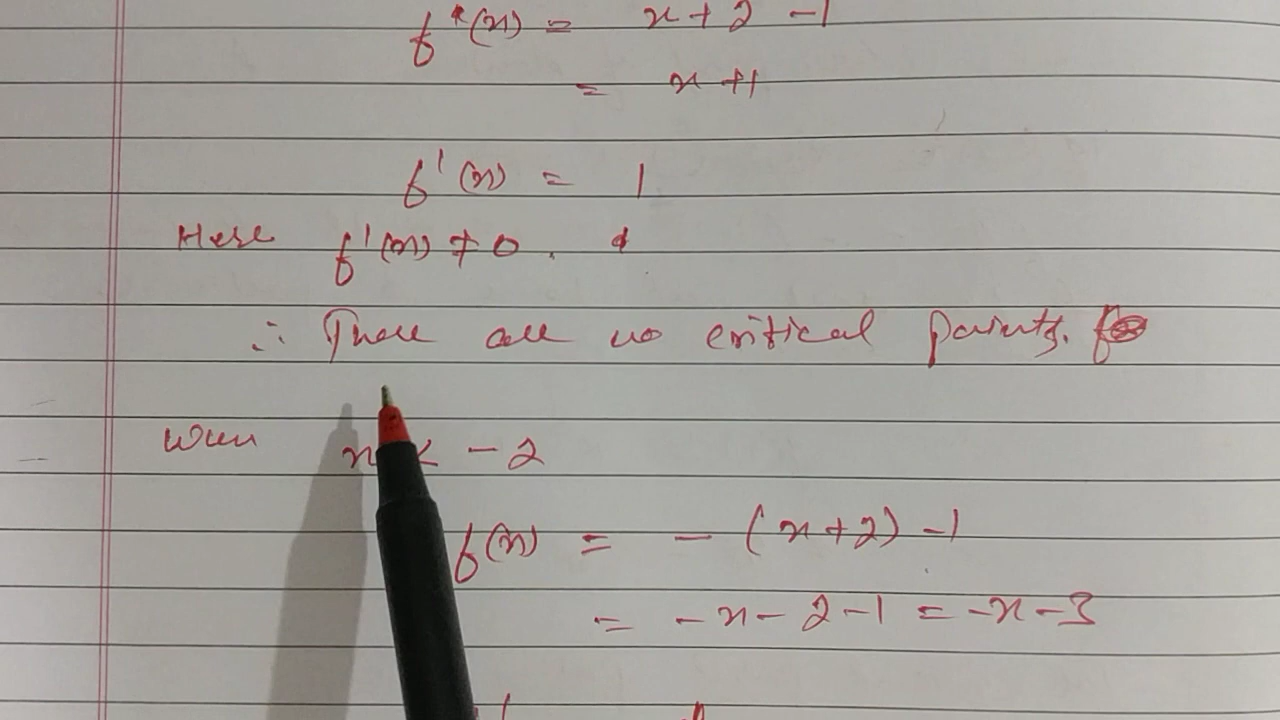 f(x) = x + 2 - 1
= x + 1
f'(x) = 1
Here f'(x) ≠ 0.
∴ There are no critical points.
When x < - 2
f(x) = - (x + 2) - 1
= - x - 2 - 1 = - x - 3